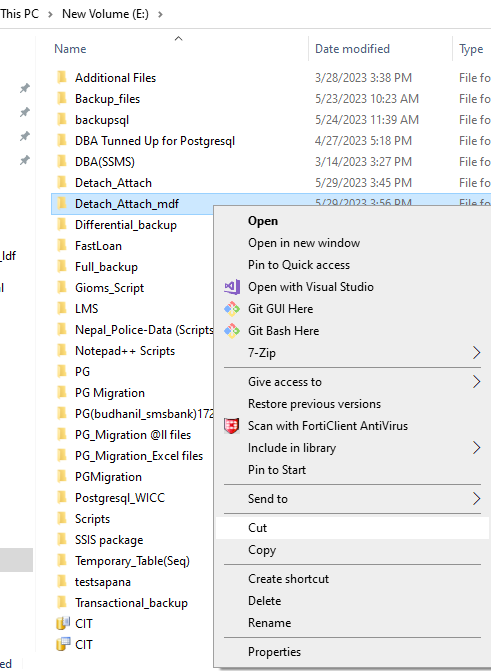 This PC > New Volume (E:) >
Name Date modified Type
Additional Files 3/28/2023 3:38 PM File fo
Backup_files 5/23/2023 10:23 AM File fo
backupsql 5/24/2023 11:39 AM File fo
DBA Tunned Up for Postgresql 4/27/2023 5:18 PM File fo
DBA(SSMS) 3/14/2023 3:27 PM File fo
Detach_Attach 5/29/2023 3:45 PM File fo
Detach_Attach_mdf 5/29/2023 3:56 PM File fo
Differential_backup
_ldf
FastLoan
Full_backup
Gioms_Script
LMS
Nepal_Police-Data (Scripts
Notepad++ Scripts
PG
PG Migration
PG(budhanil_smsbank)172
PG_Migration @ll files
PG_Migration_Excel files
PGMigration
Postgresql_WICC
Scripts
SSIS package
Temporary_Table(Seq)
testsapana
Transactional_backup
CIT
CIT
ed
Open
Open in new window
Pin to Quick access
Open with Visual Studio
Git GUI Here
Git Bash Here
7-Zip
Give access to
Restore previous versions
Scan with FortiClient AntiVirus
Include in library
Pin to Start
Send to
Cut
Copy
Create shortcut
Delete
Rename
Properties